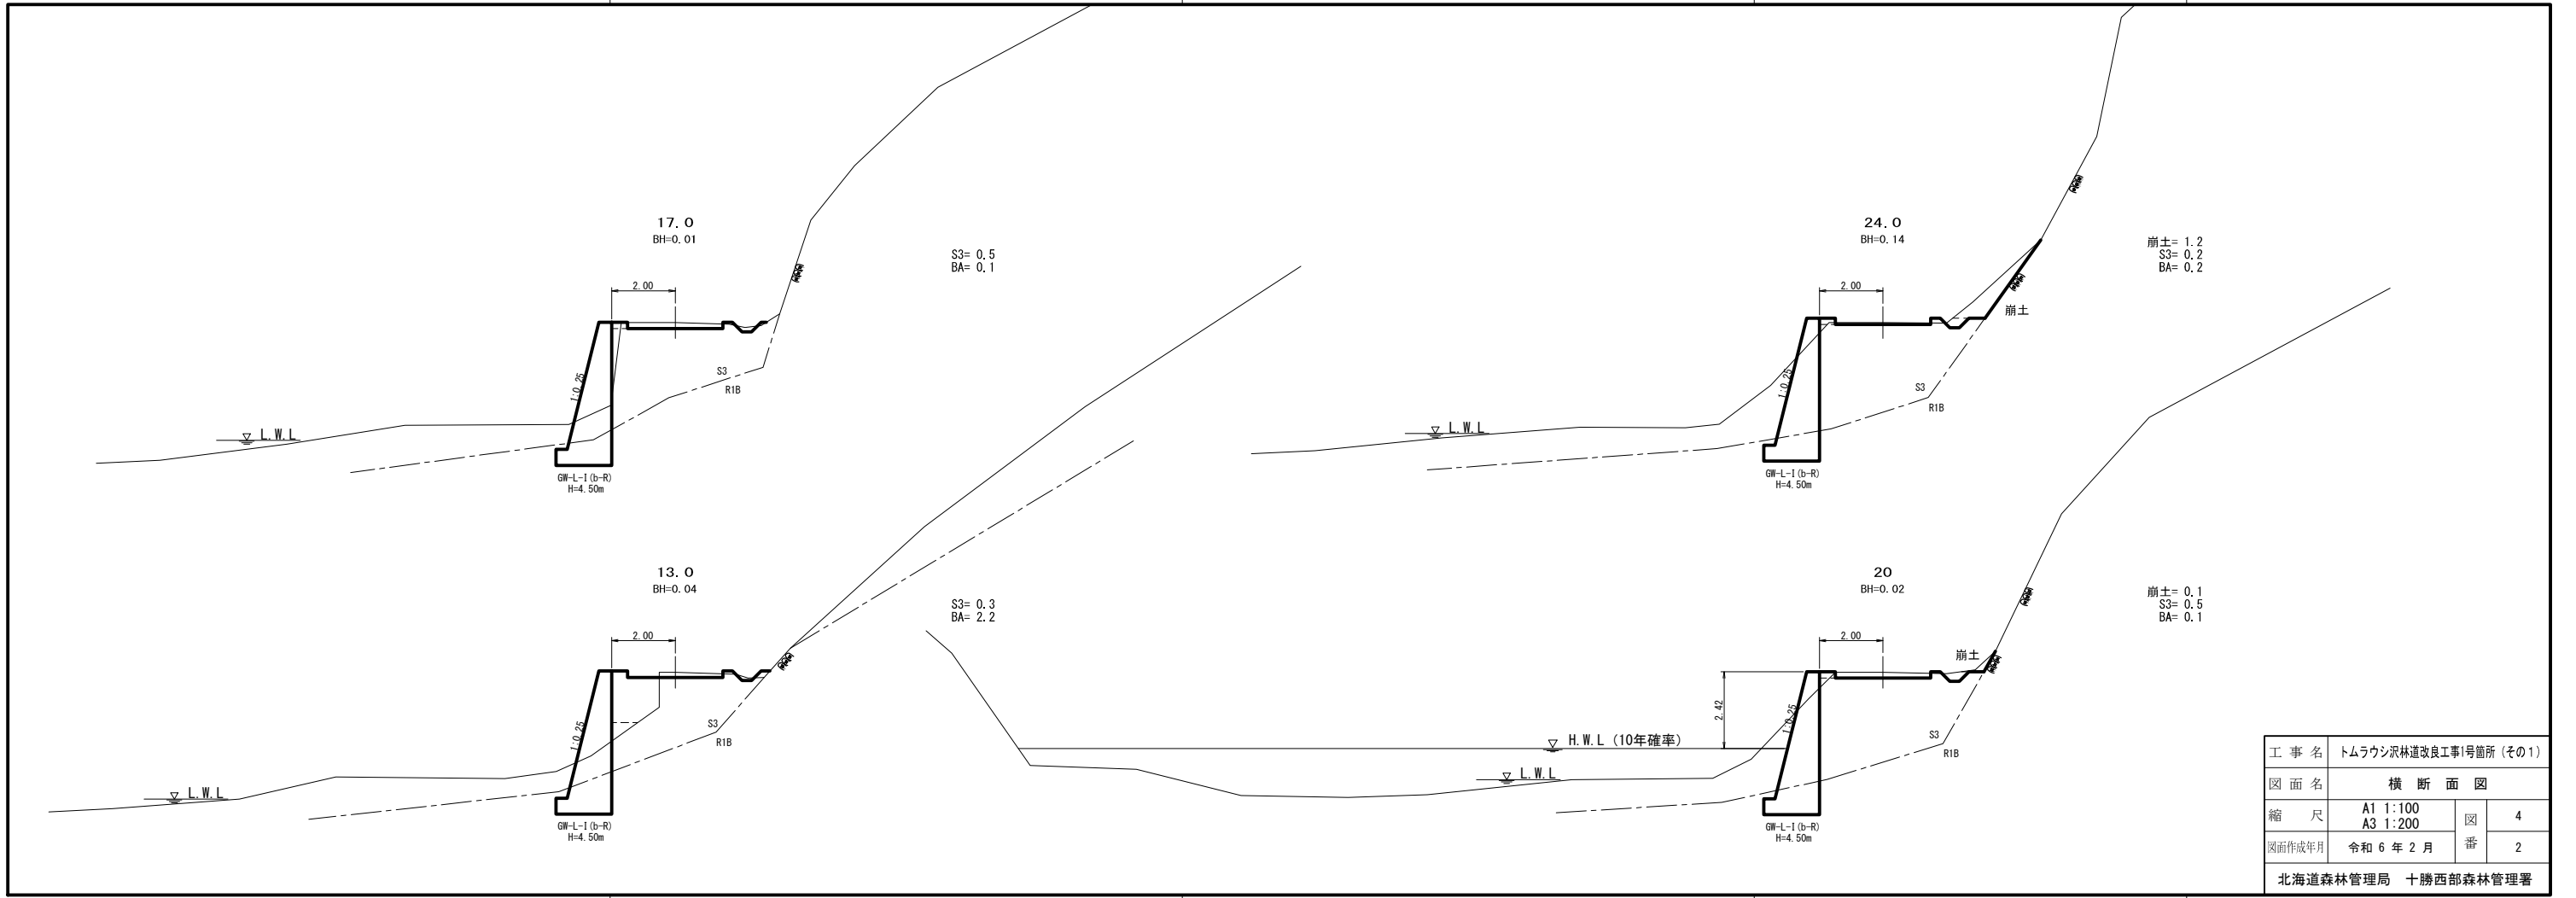 17.0
BH=0.01
S3= 0.5
BA= 0.1
2.00
1:0.25
S3
R1B
L.W.L
GW-L-I(b-R)
H=4.50m
24.0
BH=0.14
崩土= 1.2
S3= 0.2
BA= 0.2
2.00
崩土
1:0.25
S3
R1B
L.W.L
GW-L-I(b-R)
H=4.50m
13.0
BH=0.04
S3= 0.3
BA= 2.2
2.00
1:0.25
S3
R1B
L.W.L
GW-L-I(b-R)
H=4.50m
20
BH=0.02
崩土= 0.1
S3= 0.5
BA= 0.1
2.00
崩土
2.42
1:0.25
H.W.L (10年確率)
S3
R1B
L.W.L
GW-L-I(b-R)
H=4.50m
工事名 トムラウシ沢林道改良工事1号箇所(その1)
図面名 横断面図
縮尺 A1 1:100
A3 1:200
図番 4
2
図面作成年月 令和 6 年 2 月
北海道森林管理局 十勝西部森林管理署